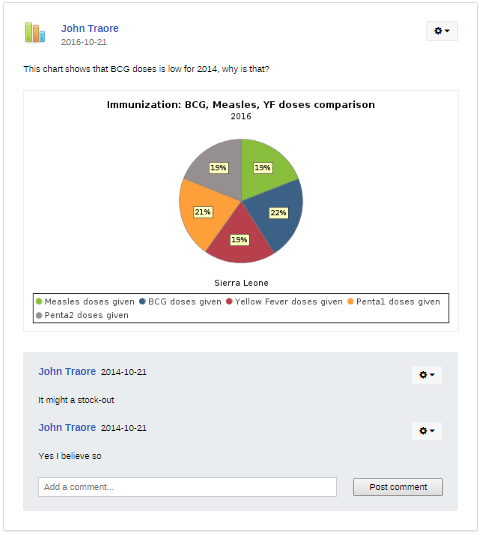 John Traore
2016-10-21
This chart shows that BCG doses is low for 2014, why is that?
Immunization: BCG, Measles, YF doses comparison
2016
19%
19%
22%
21%
19%
Sierra Leone
Measles doses given BCG doses given Yellow Fever doses given Penta1 doses given
Penta2 doses given
John Traore 2014-10-21
It might a stock-out
John Traore 2014-10-21
Yes I believe so
Add a comment... Post comment